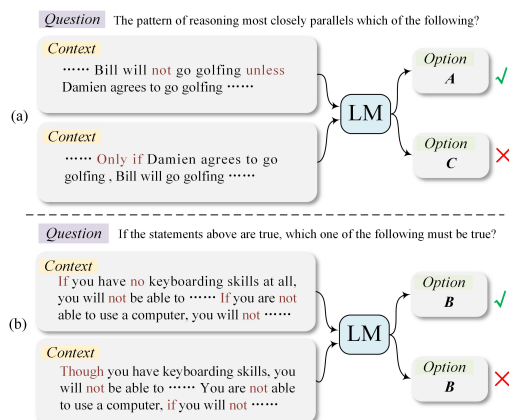 Question The pattern of reasoning most closely parallels which of the following?
Context
…… Bill will not go golfing unless
Damien agrees to go golfing ……
Option
A
✓
(a)
LM
Context
…… Only if Damien agrees to go
golfing , Bill will go golfing ……
Option
C
✗
Question If the statements above are true, which one of the following must be true?
Context
If you have no keyboarding skills at all,
you will not be able to …… If you are not
able to use a computer, you will not ……
Option
B
✓
(b)
LM
Context
Though you have keyboarding skills, you
will not be able to …… You are not able
to use a computer, if you will not ……
Option
B
✗